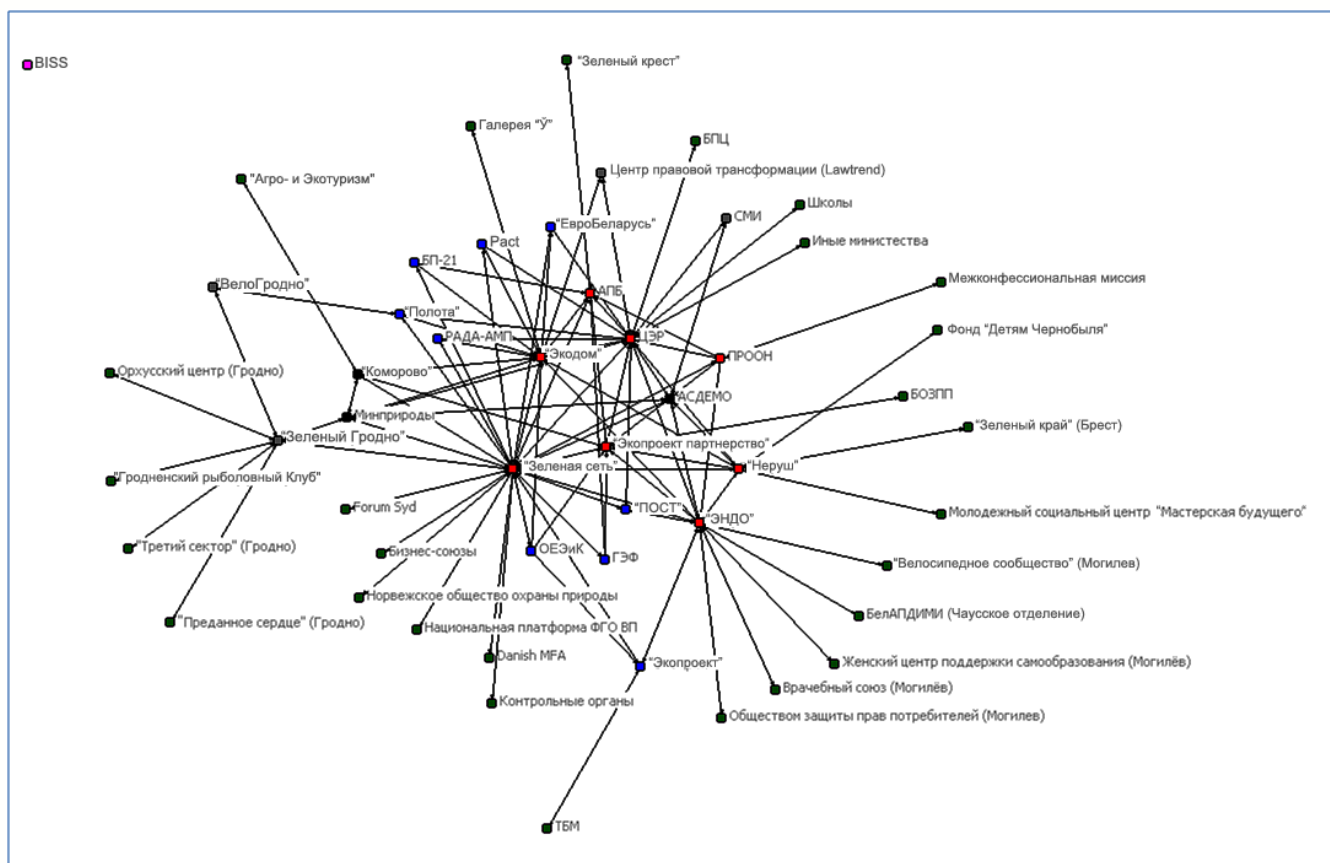 "Зеленый крест"
BISS
Галерея "Ў"
БПЦ
Центр правовой трансформации (Lawtrend)
"Агро- и Экотуризм"
Школы
"ЕвроБеларусь"
СМИ
Pact
Иные министества
БП-21
"ВелоГродно"
АПБ
Межконфессиональная миссия
"Полота"
Фонд "Детям Чернобыля"
РАДА-АМП
ЦЭР
"Экодом"
ПРООН
Орхусский центр (Гродно)
"Коморово"
АСДЕМО
БОЗПП
Минприроды
"Зеленый край" (Брест)
"Зеленый Гродно"
"Экопроект партнерство"
"Зеленая сеть"
"Неруш"
"Гродненский рыболовный Клуб"
Forum Syd
"ПОСТ"
Молодежный социальный центр "Мастерская будущего"
"ЭНДО"
"Третий сектор" (Гродно)
Бизнес-союзы
ОЕЭиК
ГЭФ
"Велосипедное сообщество" (Могилев)
Норвежское общество охраны природы
БелАПДИМИ (Чаусское отделение)
"Преданное сердце" (Гродно)
Национальная платформа ФГО ВП
Danish MFA
"Экопроект"
Женский центр поддержки самообразования (Могилёв)
Врачебный союз (Могилёв)
Контрольные органы
Обществом защиты прав потребителей (Могилев)
ТБМ